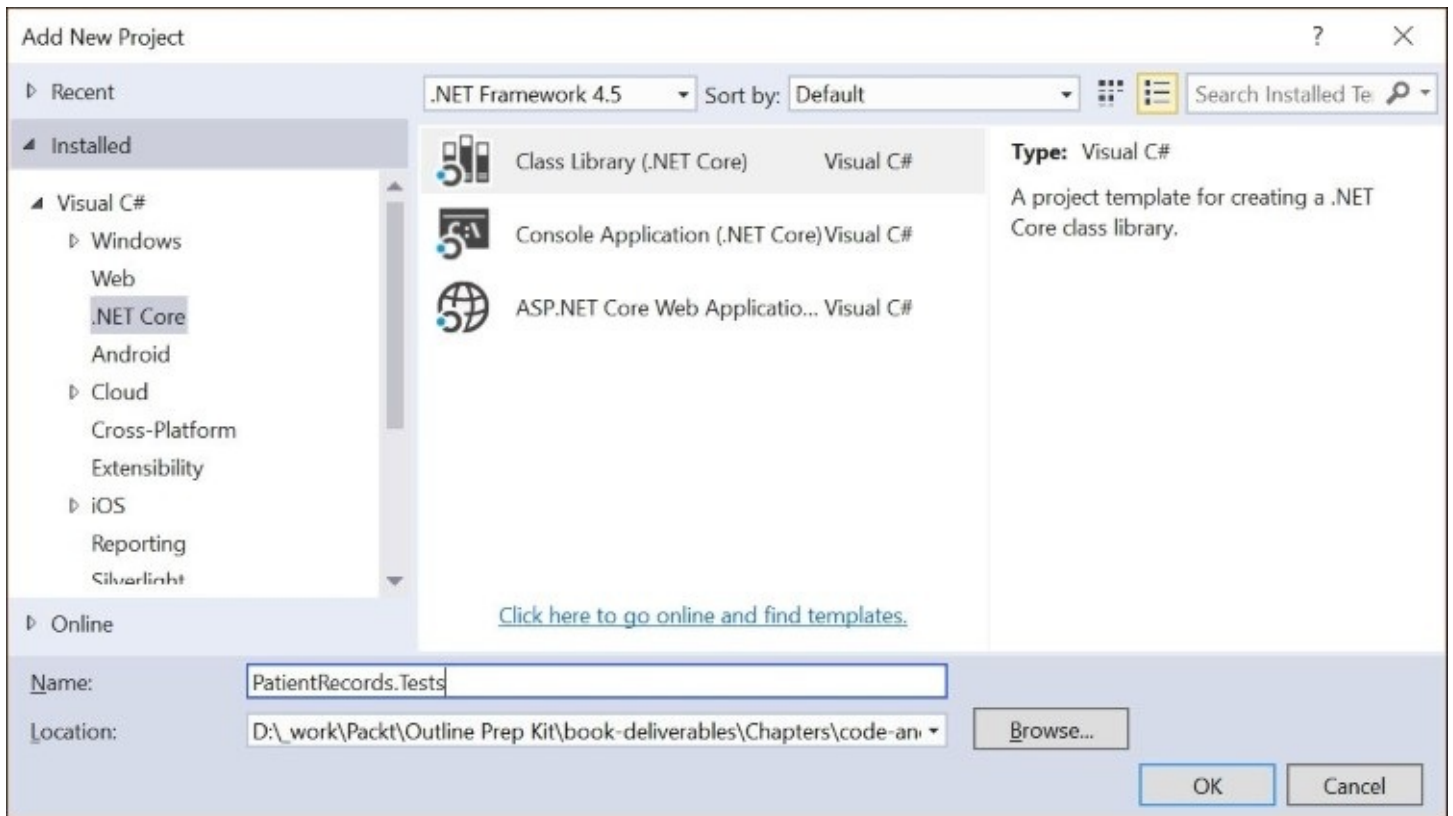 Add New Project
?
Recent
.NET Framework 4.5
Sort by: Default
Search Installed Te
Installed
Visual C#
Windows
Web
.NET Core
Android
Cloud
Cross-Platform
Extensibility
iOS
Reporting
Silverlight
Online
Class Library (.NET Core) Visual C#
C:\
Console Application (.NET Core) Visual C#
ASP.NET Core Web Applicatio... Visual C#
Click here to go online and find templates.
Type: Visual C#
A project template for creating a .NET
Core class library.
Name: PatientRecords.Tests
Location: D:\_work\Packt\Outline Prep Kit\book-deliverables\Chapters\code-an
Browse...
OK
Cancel